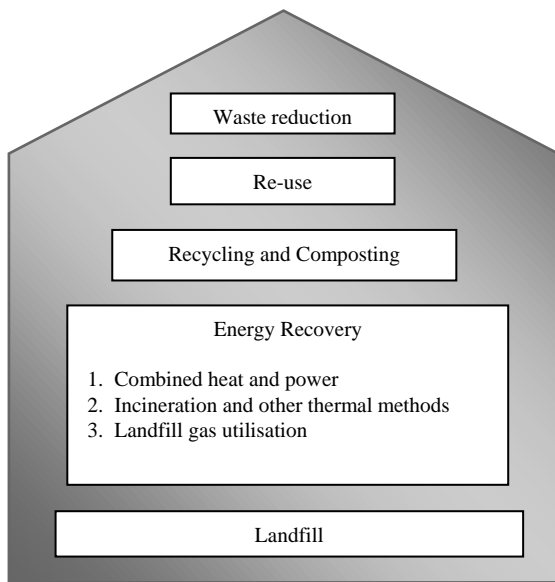 Waste reduction
Re-use
Recycling and Composting
Energy Recovery
1. Combined heat and power
2. Incineration and other thermal methods
3. Landfill gas utilisation
Landfill